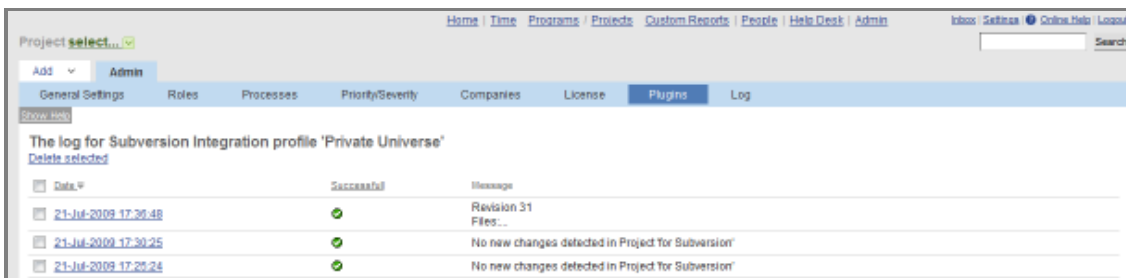 Home | Time Programs / Projects Custom Reports | People | Help Desk | Admin
Inbox | Settings | Online Help | Logout
Project select...
Search
Add Admin
General Settings Roles Processes Priority/Severity Companies License Plugins Log
Show Help
The log for Subversion Integration profile 'Private Universe'
Delete selected
Date Successful Message
21-Jul-2009 17:36:48 Revision 31
Files:...
21-Jul-2009 17:30:25 No new changes detected in Project 'for Subversion'
21-Jul-2009 17:25:24 No new changes detected in Project 'for Subversion'